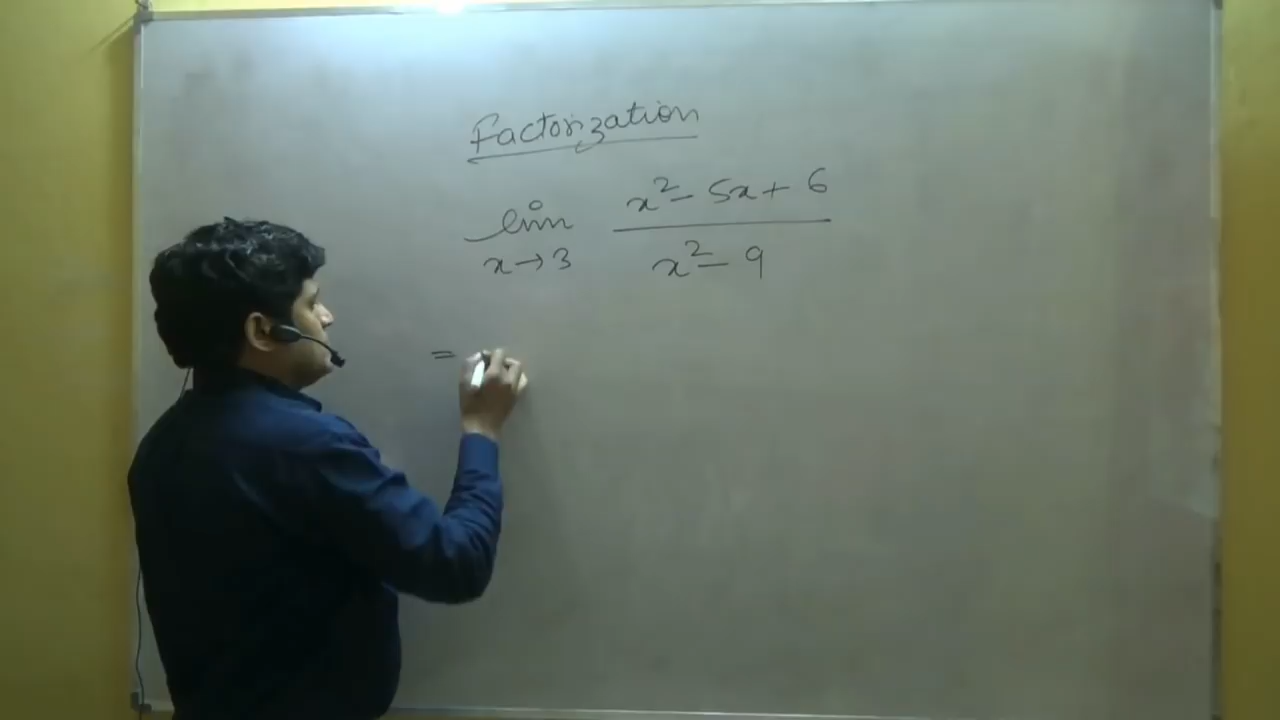 Factorization
lim x→3 x² - 5x + 6 / x² - 9
=